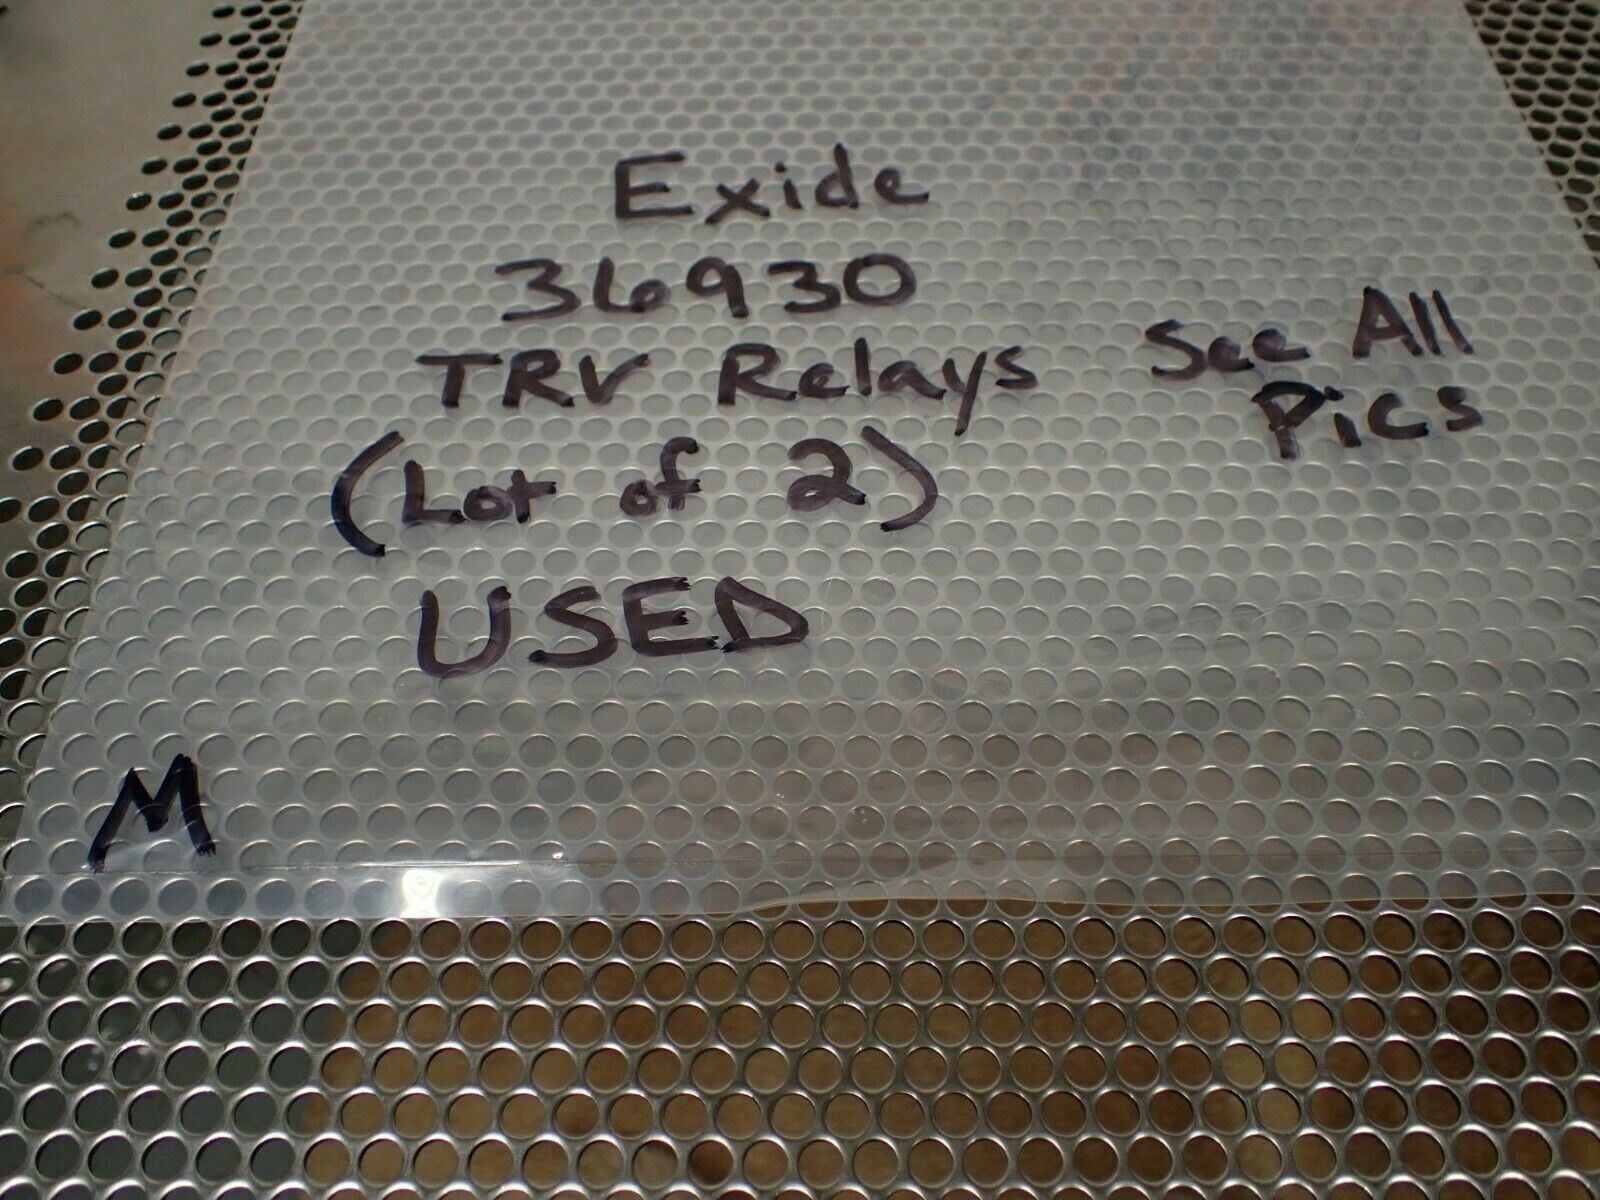 Exide
36930
TRV Relays
(Lot of 2)
USED
See All
Pics
M